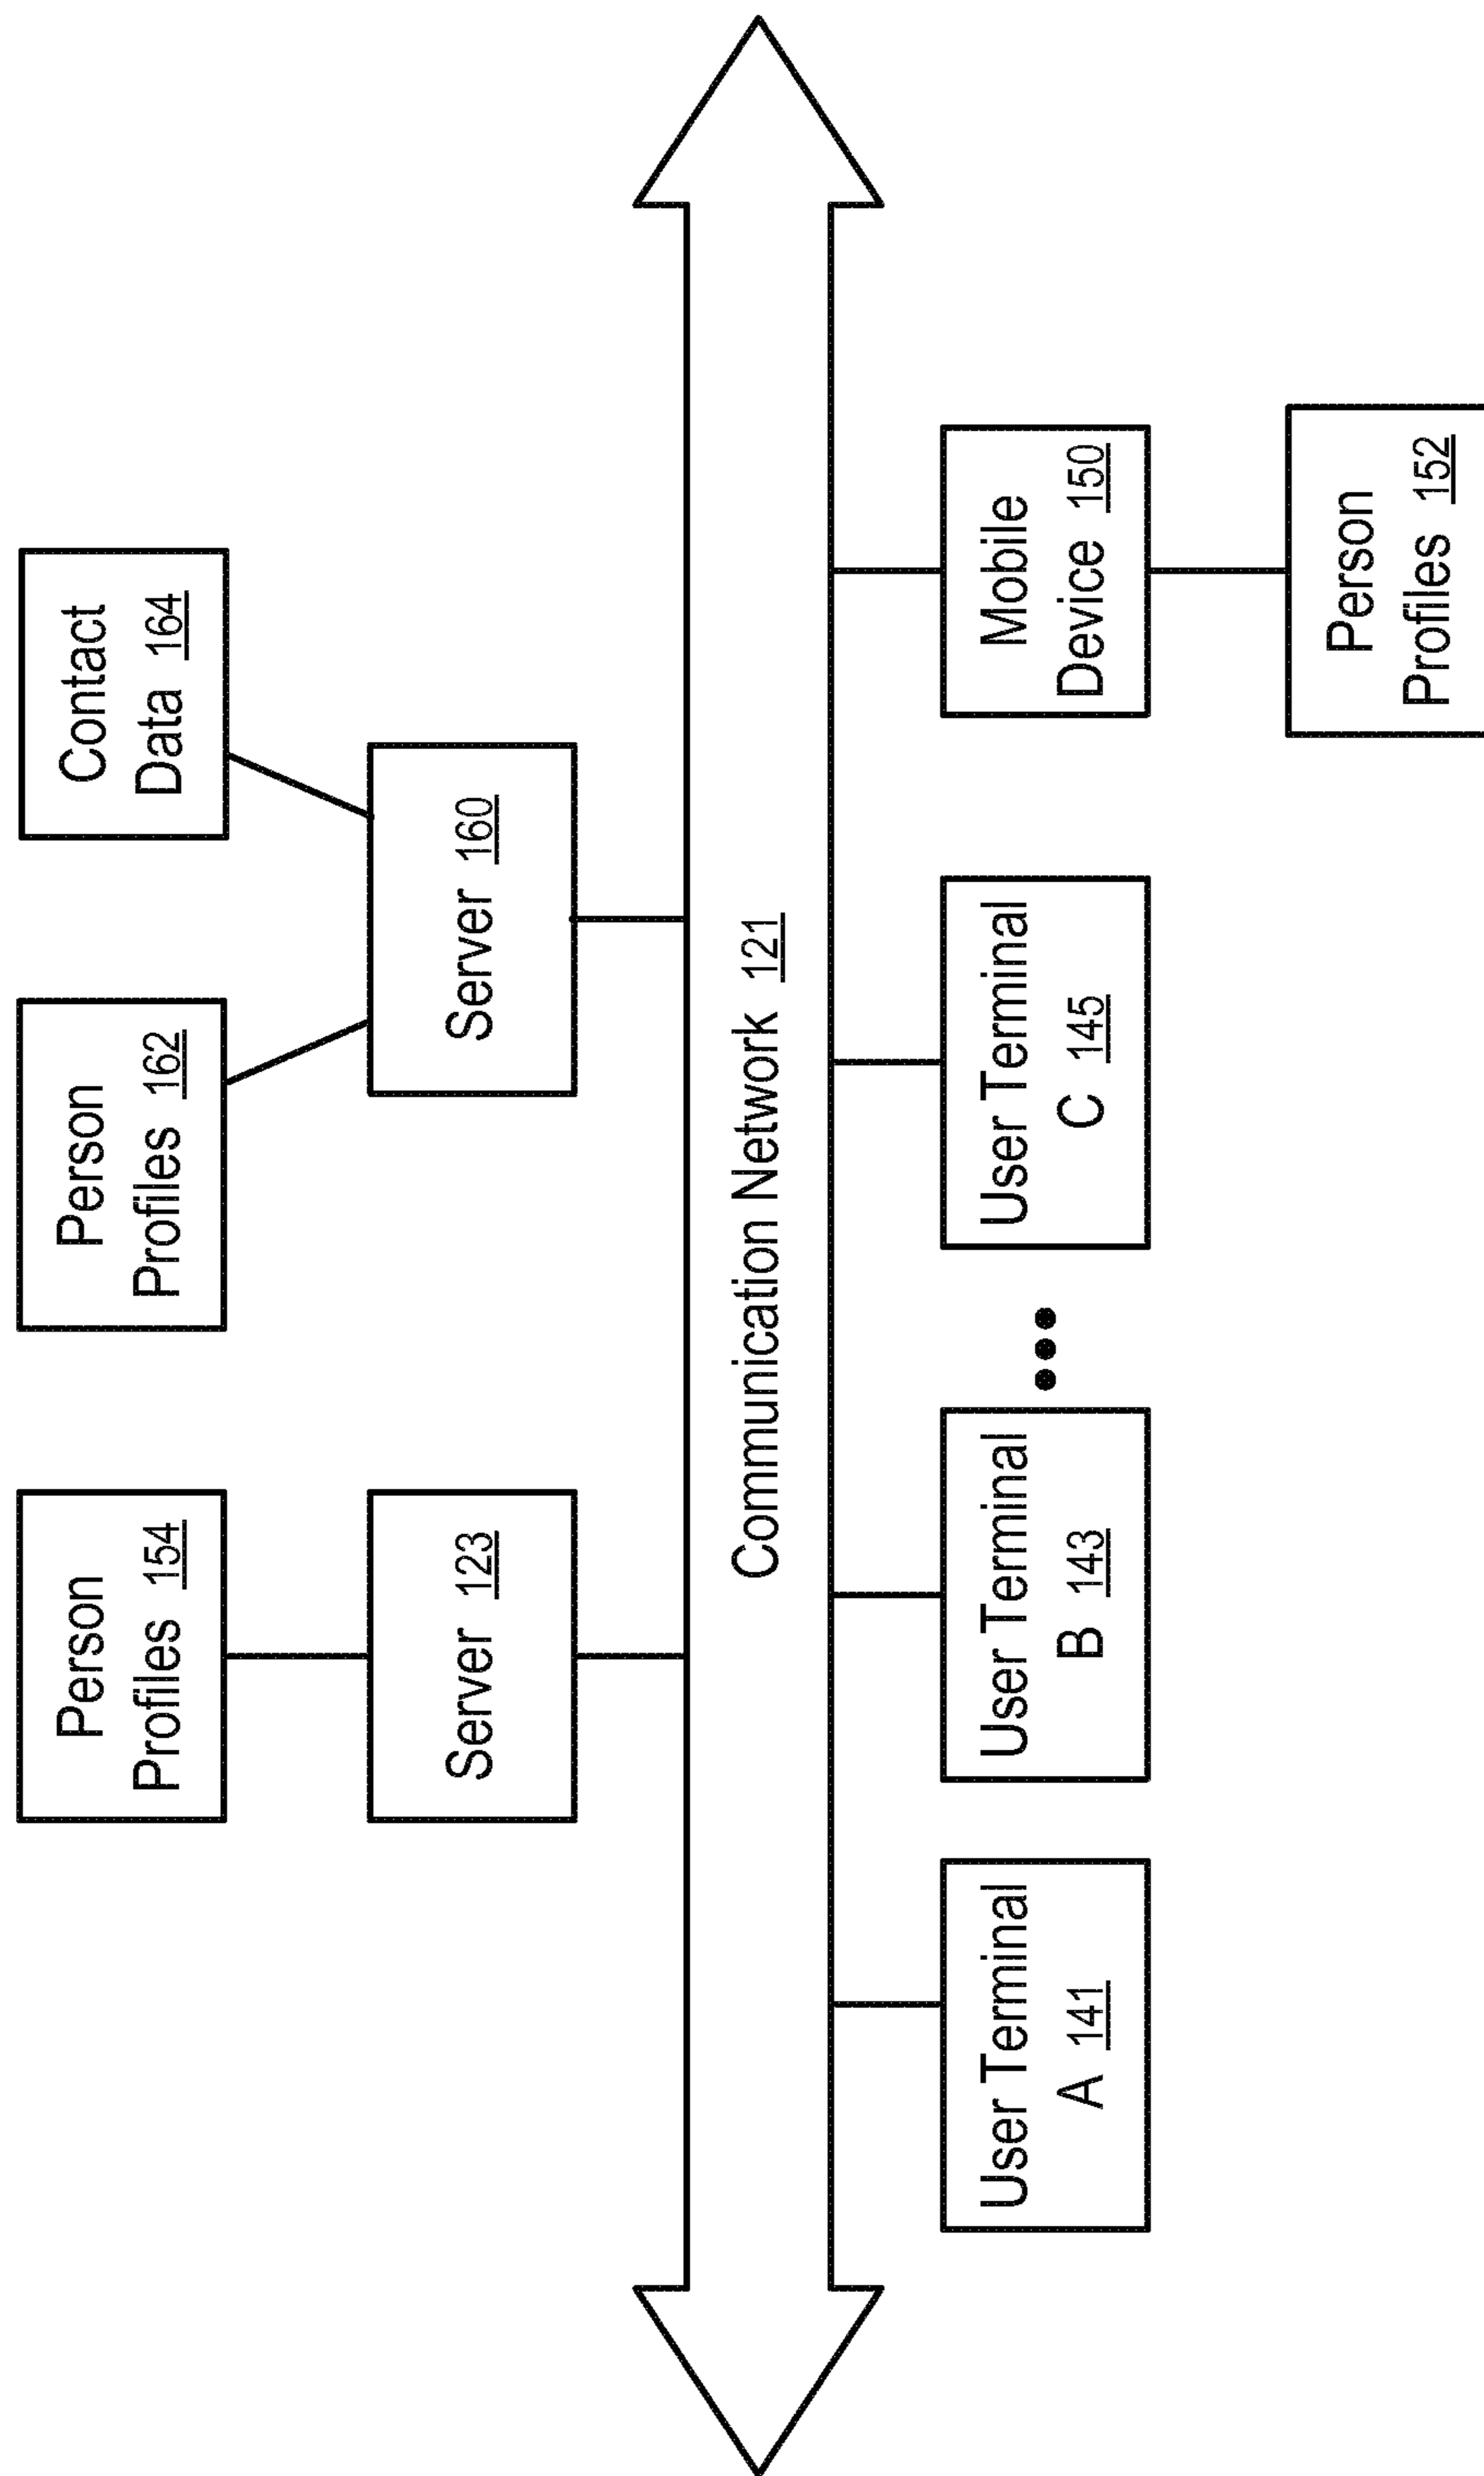 Person
Profiles 154
Person
Profiles 162
Contact
Data 164
Server 123
Server 160
Communication Network 121
User Terminal
A 141
User Terminal
B 143
User Terminal
C 145
Mobile
Device 150
Person
Profiles 152